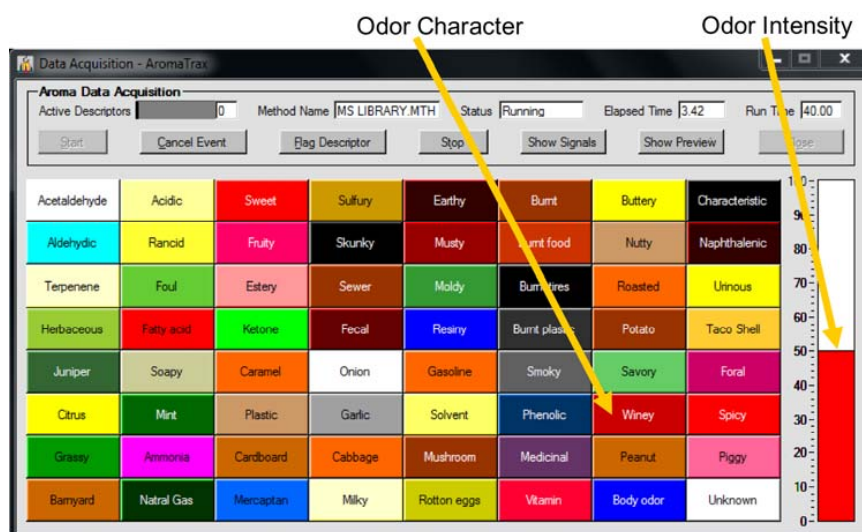 Odor Character Odor Intensity
Data Acquisition - AromaTrax
Aroma Data Acquisition
Active Descriptors 0 Method Name MS LIBRARY.MTH Status Running Elapsed Time 3.42 Run Time 40.00
Start Cancel Event Flag Descriptor Stop Show Signals Show Preview Close
Acetaldehyde Acidic Sweet Sulfury Earthy Burnt Buttery Characteristic
Aldehydic Rancid Fruity Skunky Musty Burnt food Nutty Naphthalenic
Terpenene Foul Estery Sewer Moldy Burnt tires Roasted Urinous
Herbaceous Fatty acid Ketone Fecal Resiny Burnt plastic Potato Taco Shell
Juniper Soapy Caramel Onion Gasoline Smoky Savory Foral
Citrus Mint Plastic Garlic Solvent Phenolic Winey Spicy
Grassy Ammonia Cardboard Cabbage Mushroom Medicinal Peanut Piggy
Barnyard Natral Gas Mercaptan Milky Rotton eggs Vitamin Body odor Unknown
100
90
80
70
60
50
40
30
20
10
0